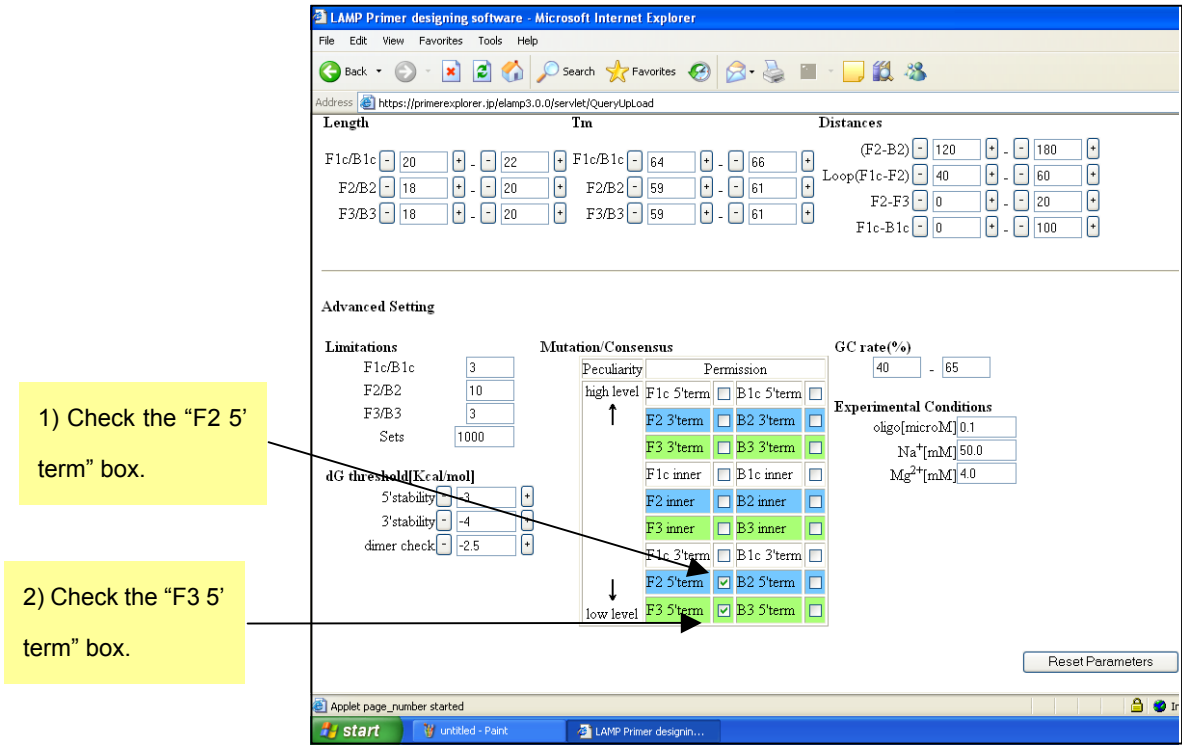 LAMP Primer designing software - Microsoft Internet Explorer
File Edit View Favorites Tools Help
Back Search Favorites
Address https://primerexplorer.jp/elamp3.0.0/servlet/QueryUpLoad
Length Tm Distances
F1c/B1c - 20 + - - 22 + F1c/B1c - 64 + - - 66 + (F2-B2) - 120 + - - 180 +
F2/B2 - 18 + - - 20 + F2/B2 - 59 + - - 61 + Loop(F1c-F2) - 40 + - - 60 +
F3/B3 - 18 + - - 20 + F3/B3 - 59 + - - 61 + F2-F3 - 0 + - - 20 +
F1c-B1c - 0 + - - 100 +
Advanced Setting
Limitations
F1c/B1c 3
F2/B2 10
F3/B3 3
Sets 1000
dG threshold[Kcal/mol]
5'stability - -3 +
3'stability - -4 +
dimer check - -2.5 +
Mutation/Consensus
Peculiarity Permission
high level F1c 5'term B1c 5'term
↑ F2 3'term B2 3'term
F3 3'term B3 3'term
F1c inner B1c inner
F2 inner B2 inner
F3 inner B3 inner
F1c 3'term B1c 3'term
↓ F2 5'term B2 5'term
low level F3 5'term B3 5'term
GC rate(%)
40 - 65
Experimental Conditions
oligo[microM] 0.1
Na+[mM] 50.0
Mg2+[mM] 4.0
1) Check the “F2 5’
term” box.
2) Check the “F3 5’
term” box.
Reset Parameters
Applet page_number started
start untitled - Paint LAMP Primer designin...